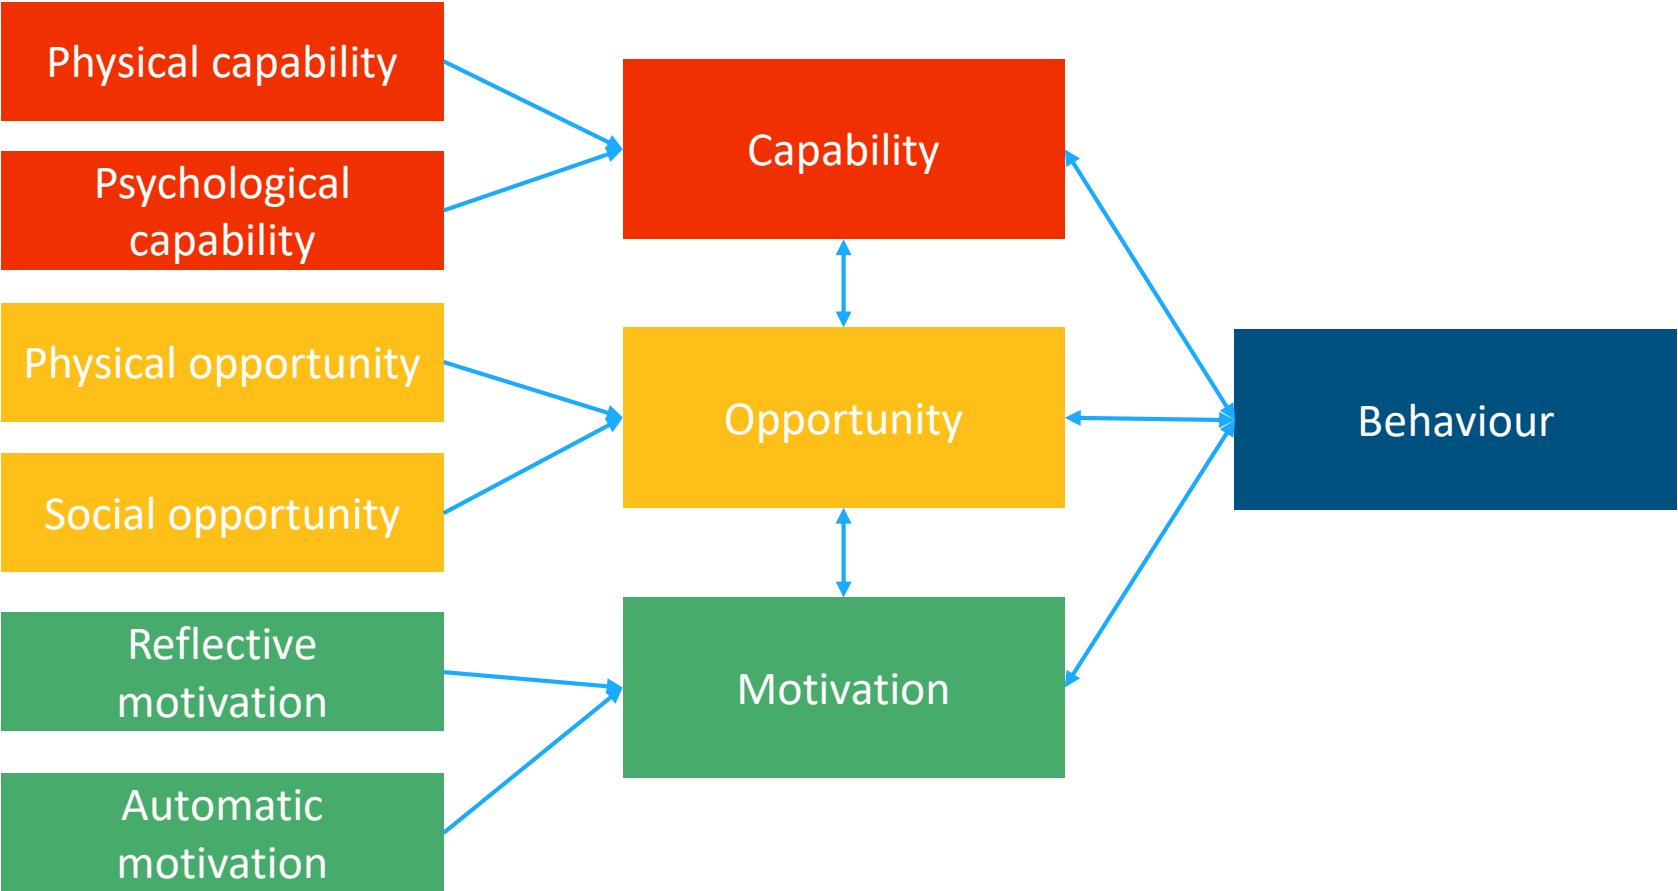 Physical capability
Psychological
capability
Physical opportunity
Social opportunity
Reflective
motivation
Automatic
motivation
Capability
Opportunity
Motivation
Behaviour